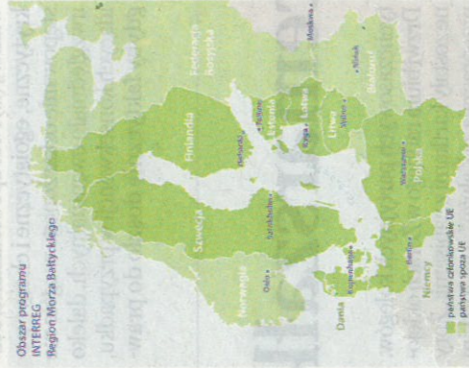 Obszar programu
INTERREG
Region Morza Bałtyckiego
Norwegia
Oslo
Szwecja
Sztokholm
Finlandia
Helsinki
Federacja
Rosyjska
Tallinn
Estonia
Ryga
Łotwa
Litwa
Wilno
Moskwa
Mińsk
Białoruś
Dania
Kopenhaga
Niemcy
Berlin
Warszawa
Polska
państwa członkowskie UE
państwa spoza UE